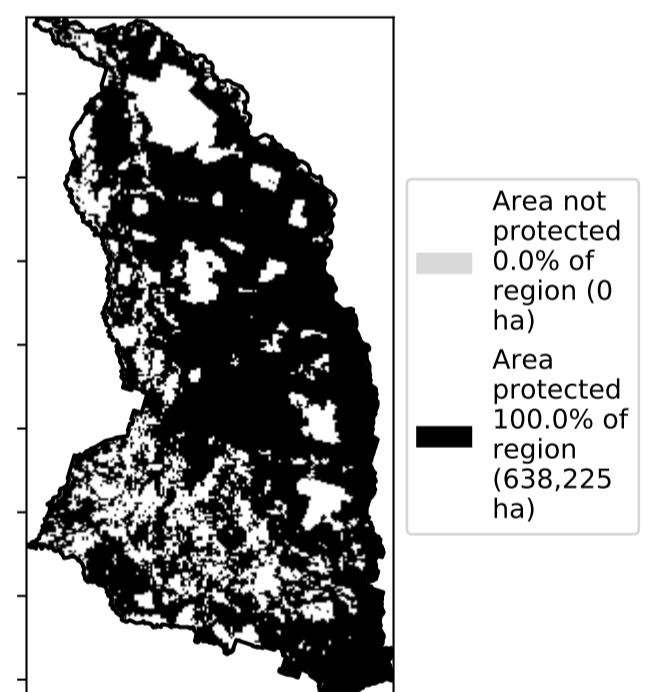 Area not
protected
0.0% of
region (0
ha)
Area
protected
100.0% of
region
(638,225
ha)